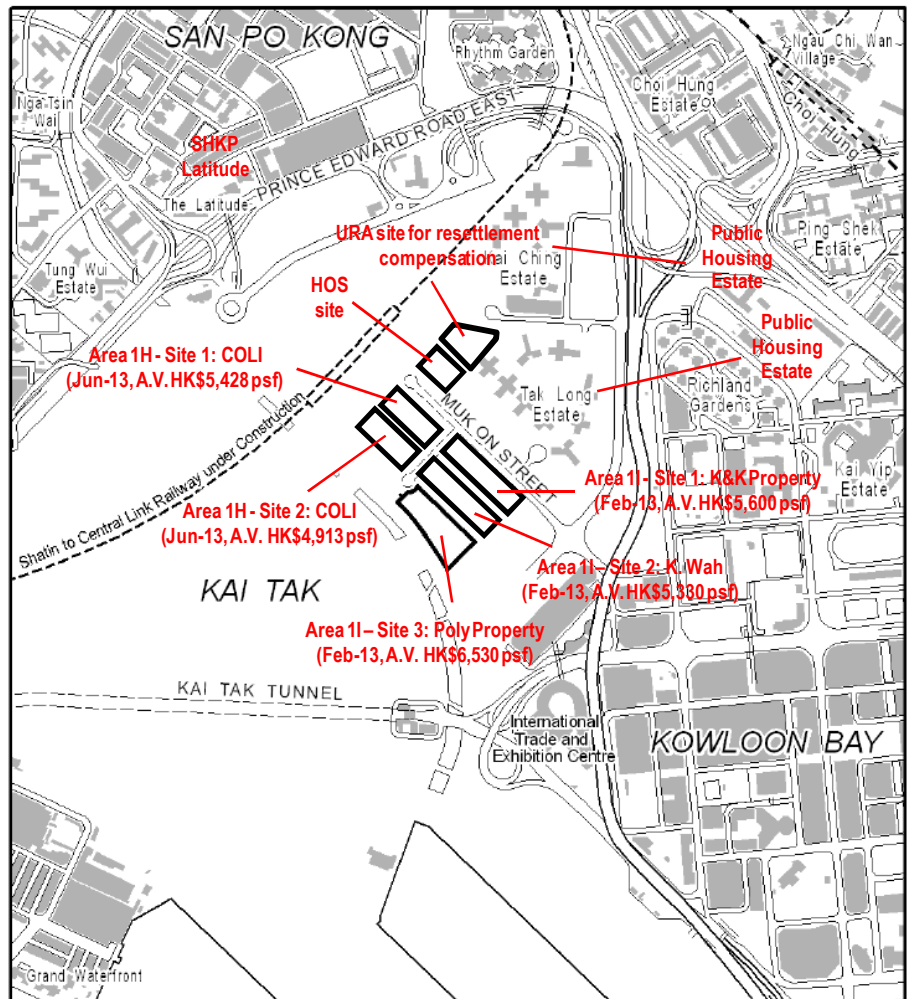 SAN PO KONG
Rhythm Garden
Ngau Chi Wan
Village
Choi Hung
Estate
Nga Tsin
Wai
Choi Hung
PRINCE EDWARD ROAD EAST
SHKP
Latitude
The Latitude
Ping Shek
Estate
URA site for resettlement
compensation
Kai Ching
Estate
Public
Housing
Estate
Tung Wui
Estate
HOS
site
Public
Housing
Estate
Area 1H - Site 1: COLI
(Jun-13, A.V. HK$5,428 psf)
Richland
Gardens
Tak Long
Estate
MUK ON STREET
Shatin to Central Link Railway under Construction
Kai Yip
Estate
Area 1I - Site 1: K&K Property
(Feb-13, A.V. HK$5,600 psf)
Area 1H - Site 2: COLI
(Jun-13, A.V. HK$4,913 psf)
Area 1I – Site 2: K. Wah
(Feb-13, A.V. HK$5,330 psf)
KAI TAK
Area 1I – Site 3: Poly Property
(Feb-13, A.V. HK$6,530 psf)
KAI TAK TUNNEL
International
Trade and
Exhibition Centre
KOWLOON BAY
Grand Waterfront